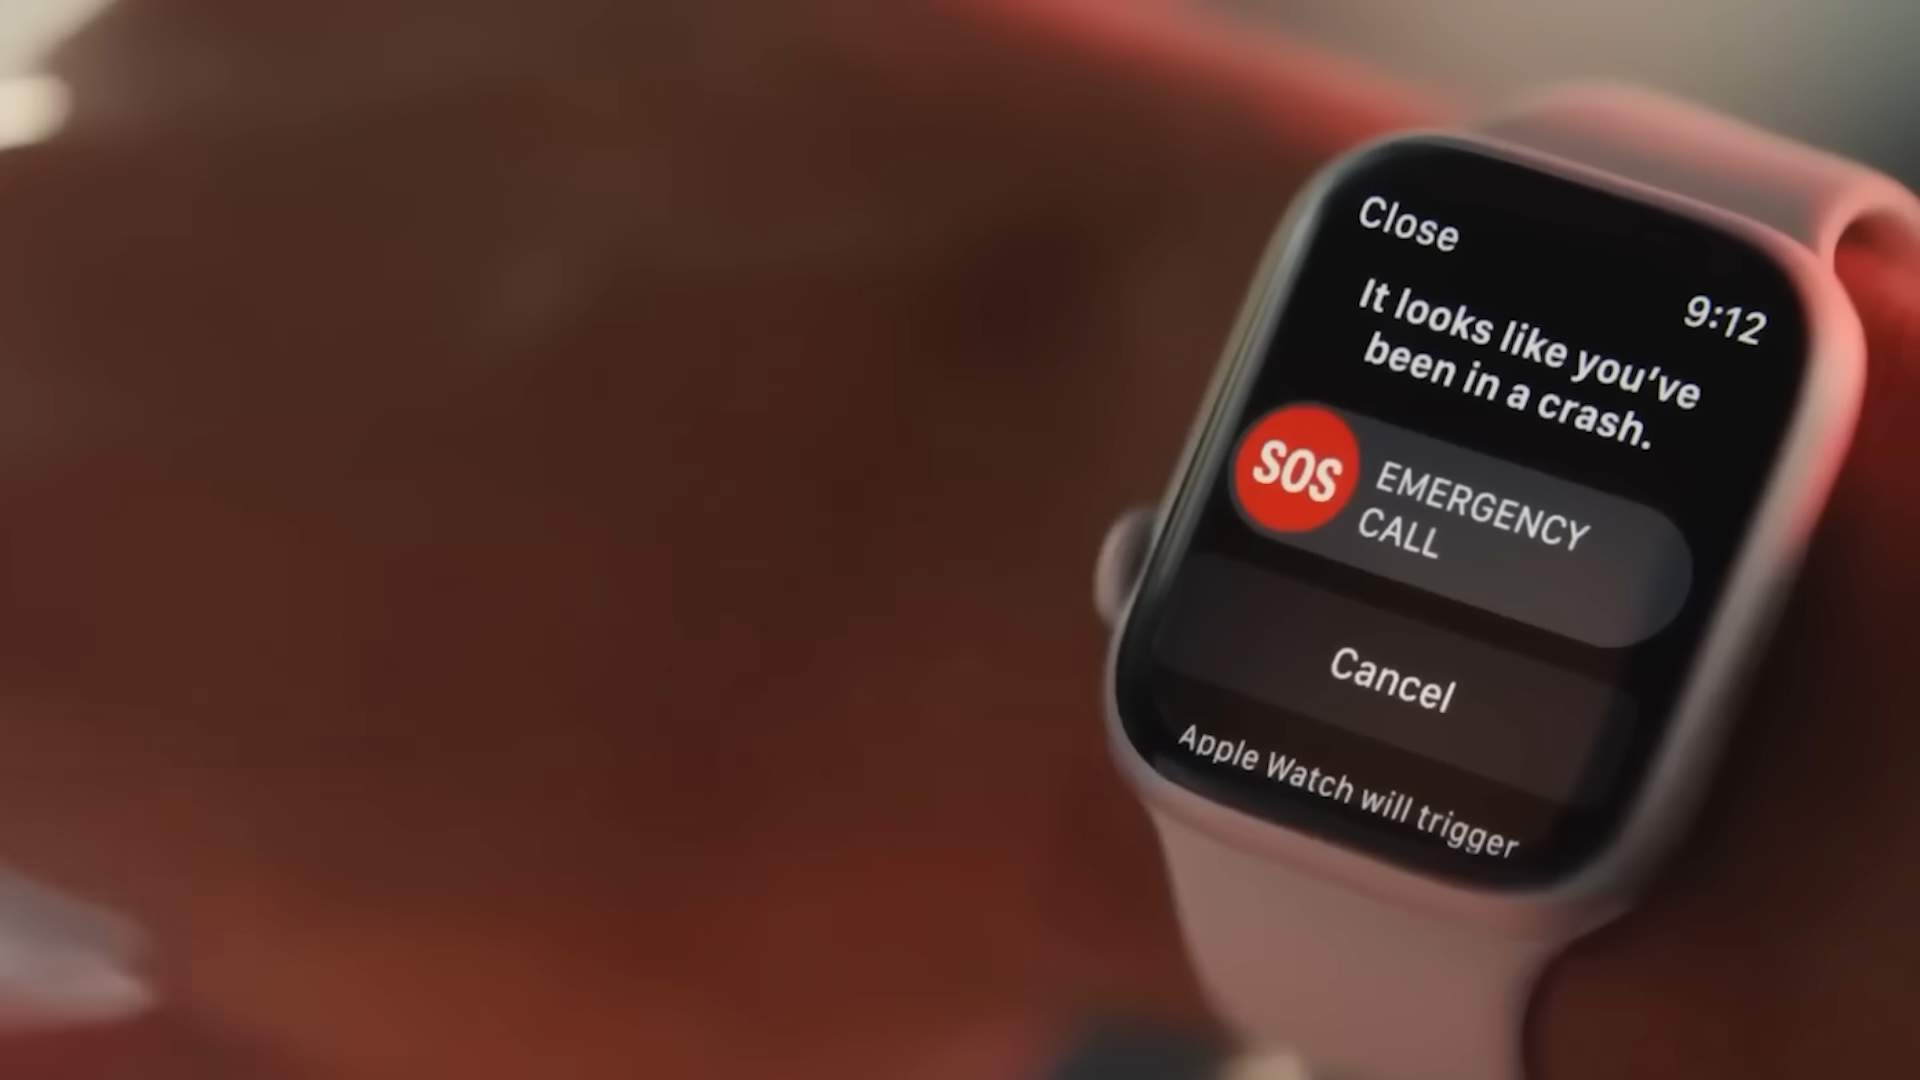 Close
9:12
It looks like you've
been in a crash.
SOS
EMERGENCY
CALL
Cancel
Apple Watch will trigger